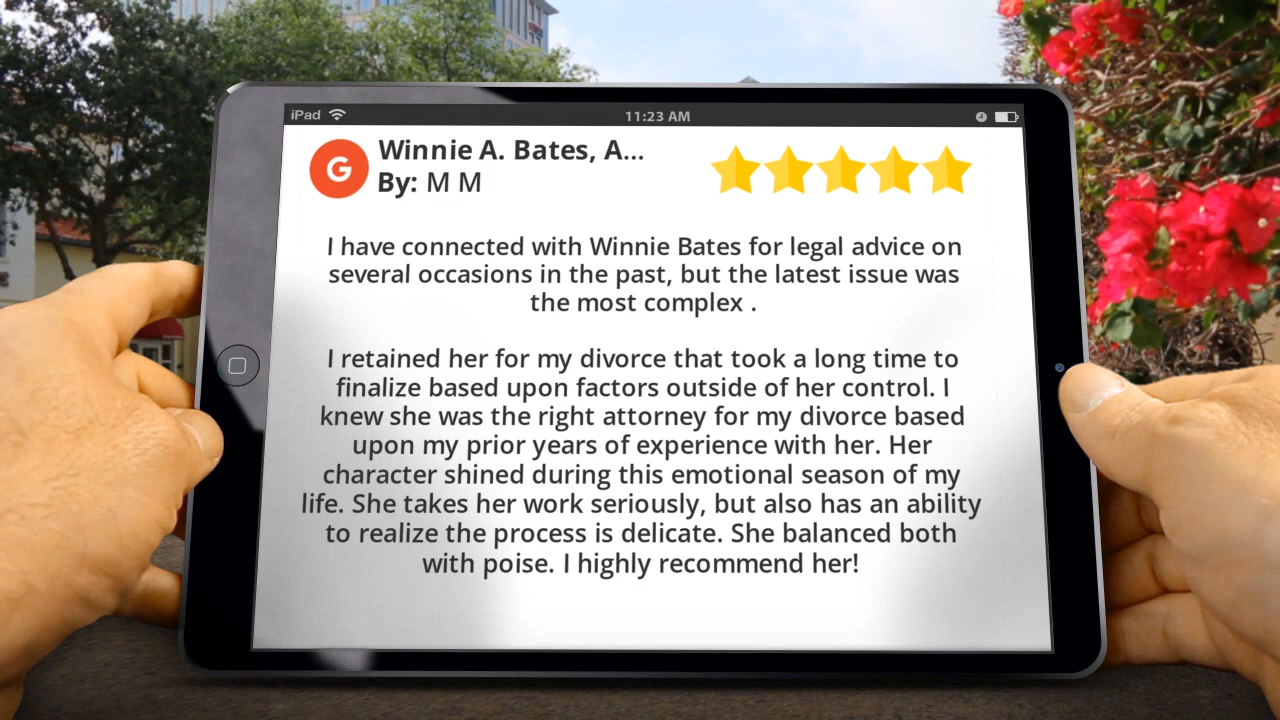 iPad 11:23 AM
G
Winnie A. Bates, A...
By: M M
I have connected with Winnie Bates for legal advice on
several occasions in the past, but the latest issue was
the most complex .
I retained her for my divorce that took a long time to
finalize based upon factors outside of her control. I
knew she was the right attorney for my divorce based
upon my prior years of experience with her. Her
character shined during this emotional season of my
life. She takes her work seriously, but also has an ability
to realize the process is delicate. She balanced both
with poise. I highly recommend her!